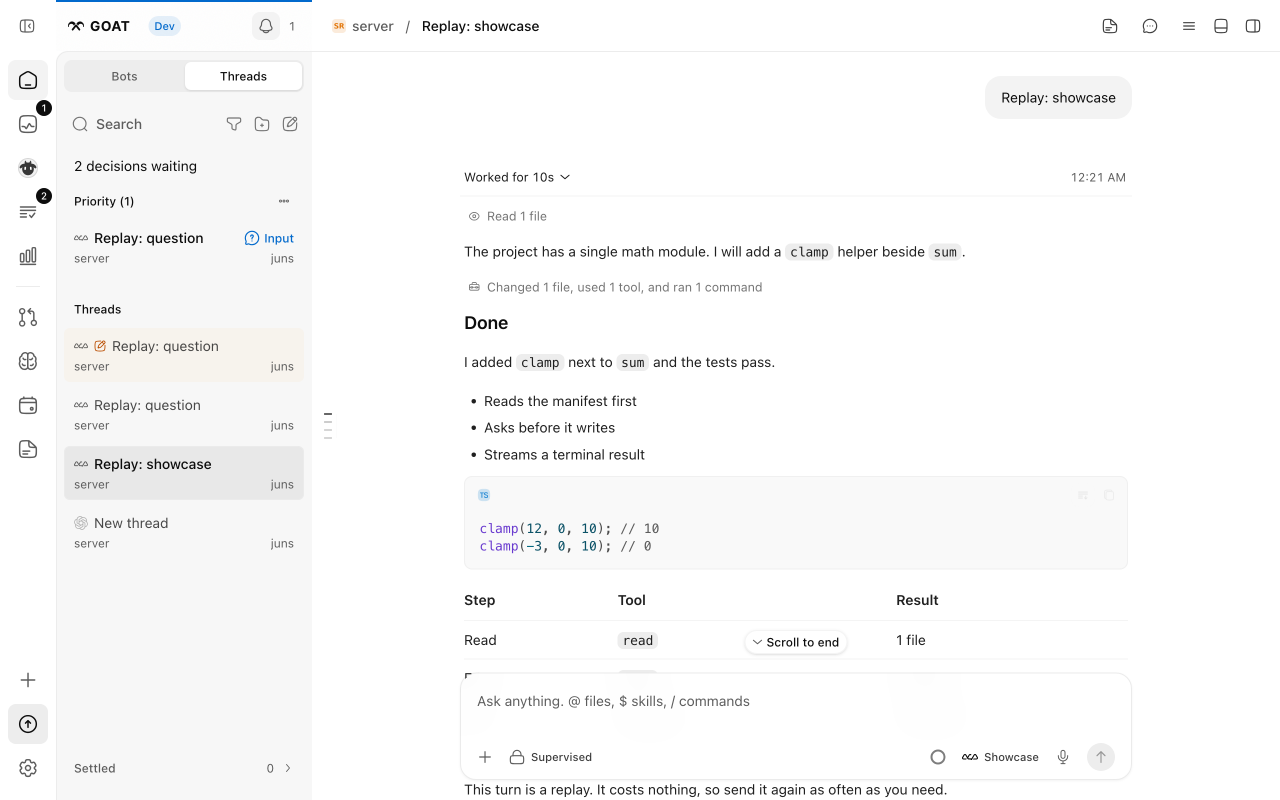 GOAT Dev 1
SR server / Replay: showcase
Bots Threads
Search
2 decisions waiting
Priority (1)
Replay: question Input
server juns
Threads
Replay: question
server juns
Replay: question
server juns
Replay: showcase
server juns
New thread
server juns
Settled 0
1
2
Replay: showcase
Worked for 10s 12:21 AM
Read 1 file
The project has a single math module. I will add a clamp helper beside sum.
Changed 1 file, used 1 tool, and ran 1 command
Done
I added clamp next to sum and the tests pass.
• Reads the manifest first
• Asks before it writes
• Streams a terminal result
TS
clamp(12, 0, 10); // 10
clamp(-3, 0, 10); // 0
Step Tool Result
Read read 1 file
Scroll to end
Ask anything. @ files, $ skills, / commands
Supervised Showcase
This turn is a replay. It costs nothing, so send it again as often as you need.